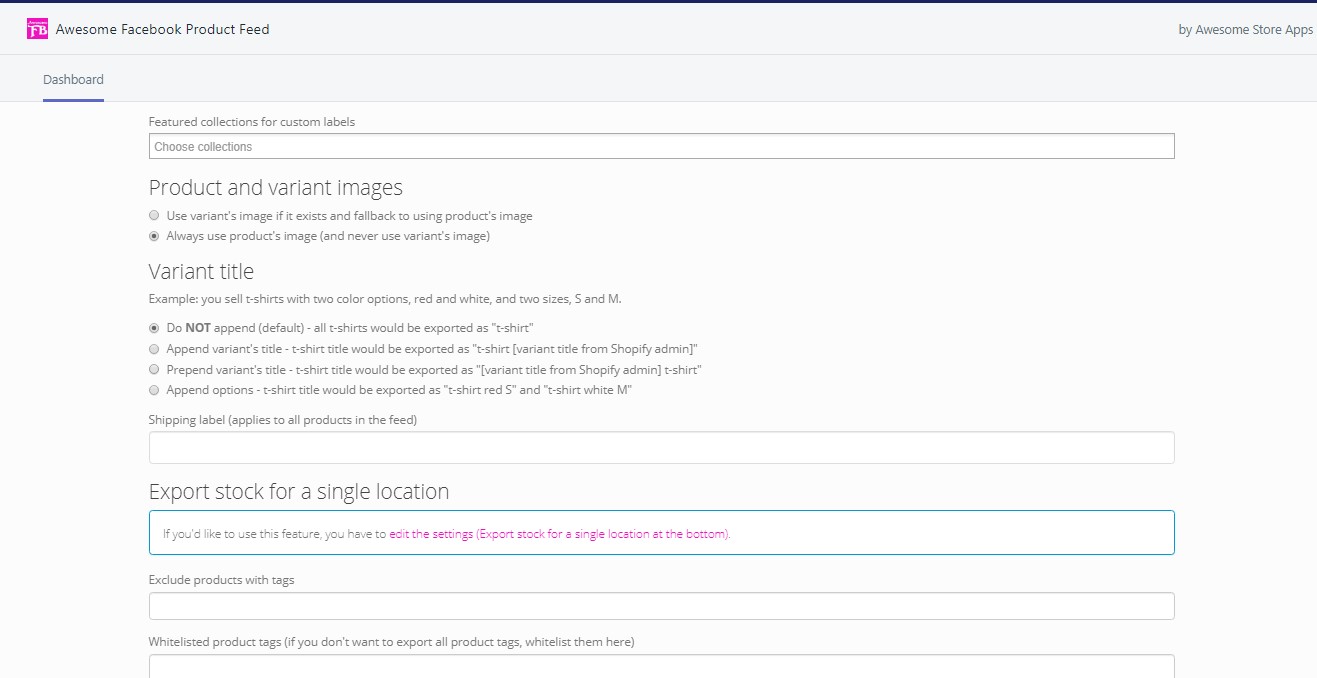 Awesome
FB
Awesome Facebook Product Feed
by Awesome Store Apps
Dashboard
Featured collections for custom labels
Choose collections
Product and variant images
Use variant's image if it exists and fallback to using product's image
Always use product's image (and never use variant's image)
Variant title
Example: you sell t-shirts with two color options, red and white, and two sizes, S and M.
Do NOT append (default) - all t-shirts would be exported as "t-shirt"
Append variant's title - t-shirt title would be exported as "t-shirt [variant title from Shopify admin]"
Prepend variant's title - t-shirt title would be exported as "[variant title from Shopify admin] t-shirt"
Append options - t-shirt title would be exported as "t-shirt red S" and "t-shirt white M"
Shipping label (applies to all products in the feed)
Export stock for a single location
If you'd like to use this feature, you have to edit the settings (Export stock for a single location at the bottom).
Exclude products with tags
Whitelisted product tags (if you don't want to export all product tags, whitelist them here)